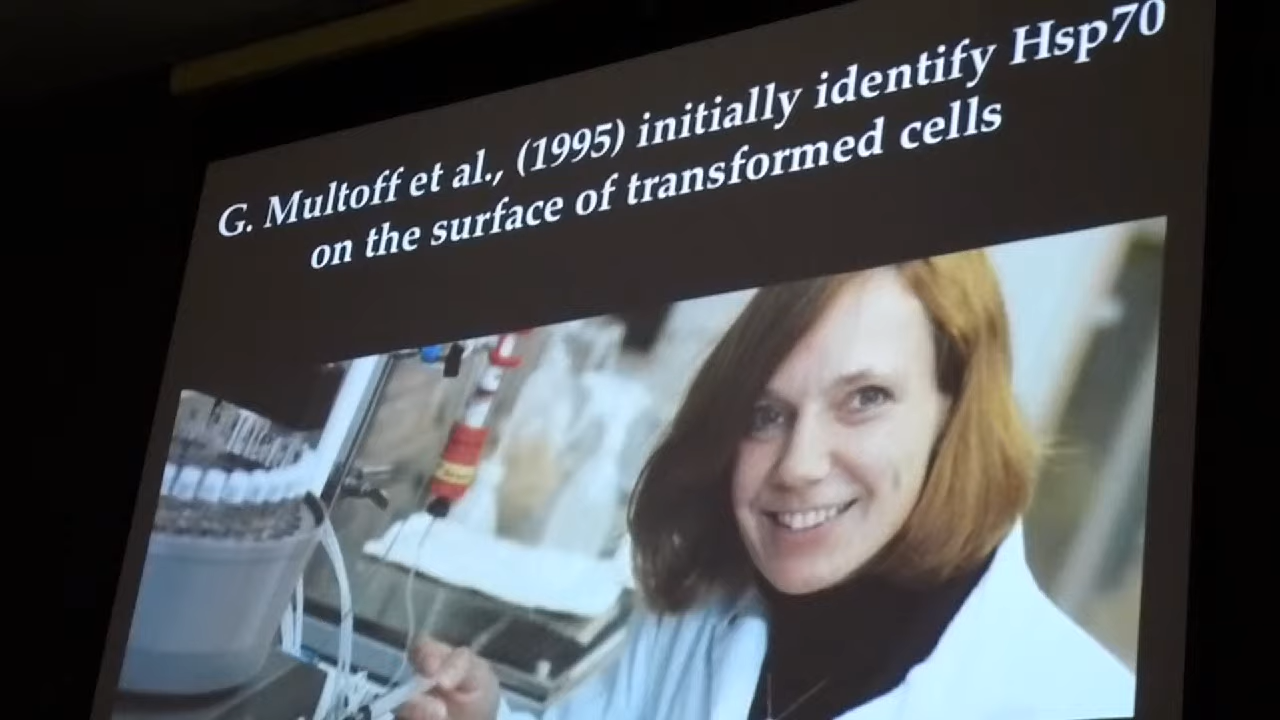 G. Multoff et al., (1995) initially identify Hsp70
on the surface of transformed cells